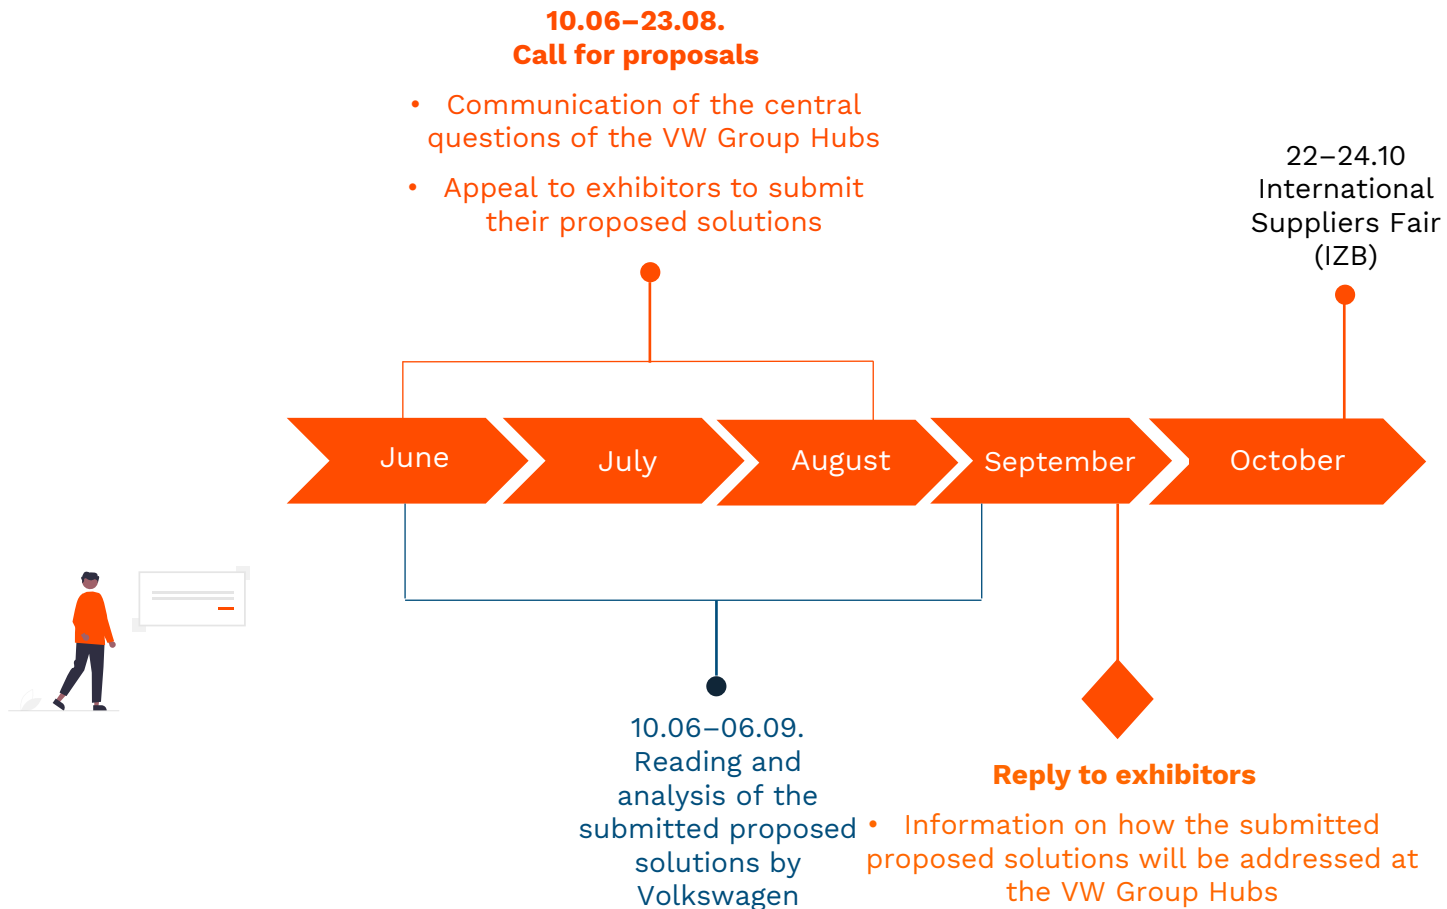 10.06–23.08.
Call for proposals
• Communication of the central
questions of the VW Group Hubs
• Appeal to exhibitors to submit
their proposed solutions
22–24.10
International
Suppliers Fair
(IZB)
June
July
August
September
October
10.06–06.09.
Reading and
analysis of the
submitted proposed
solutions by
Volkswagen
Reply to exhibitors
• Information on how the submitted
proposed solutions will be addressed at
the VW Group Hubs